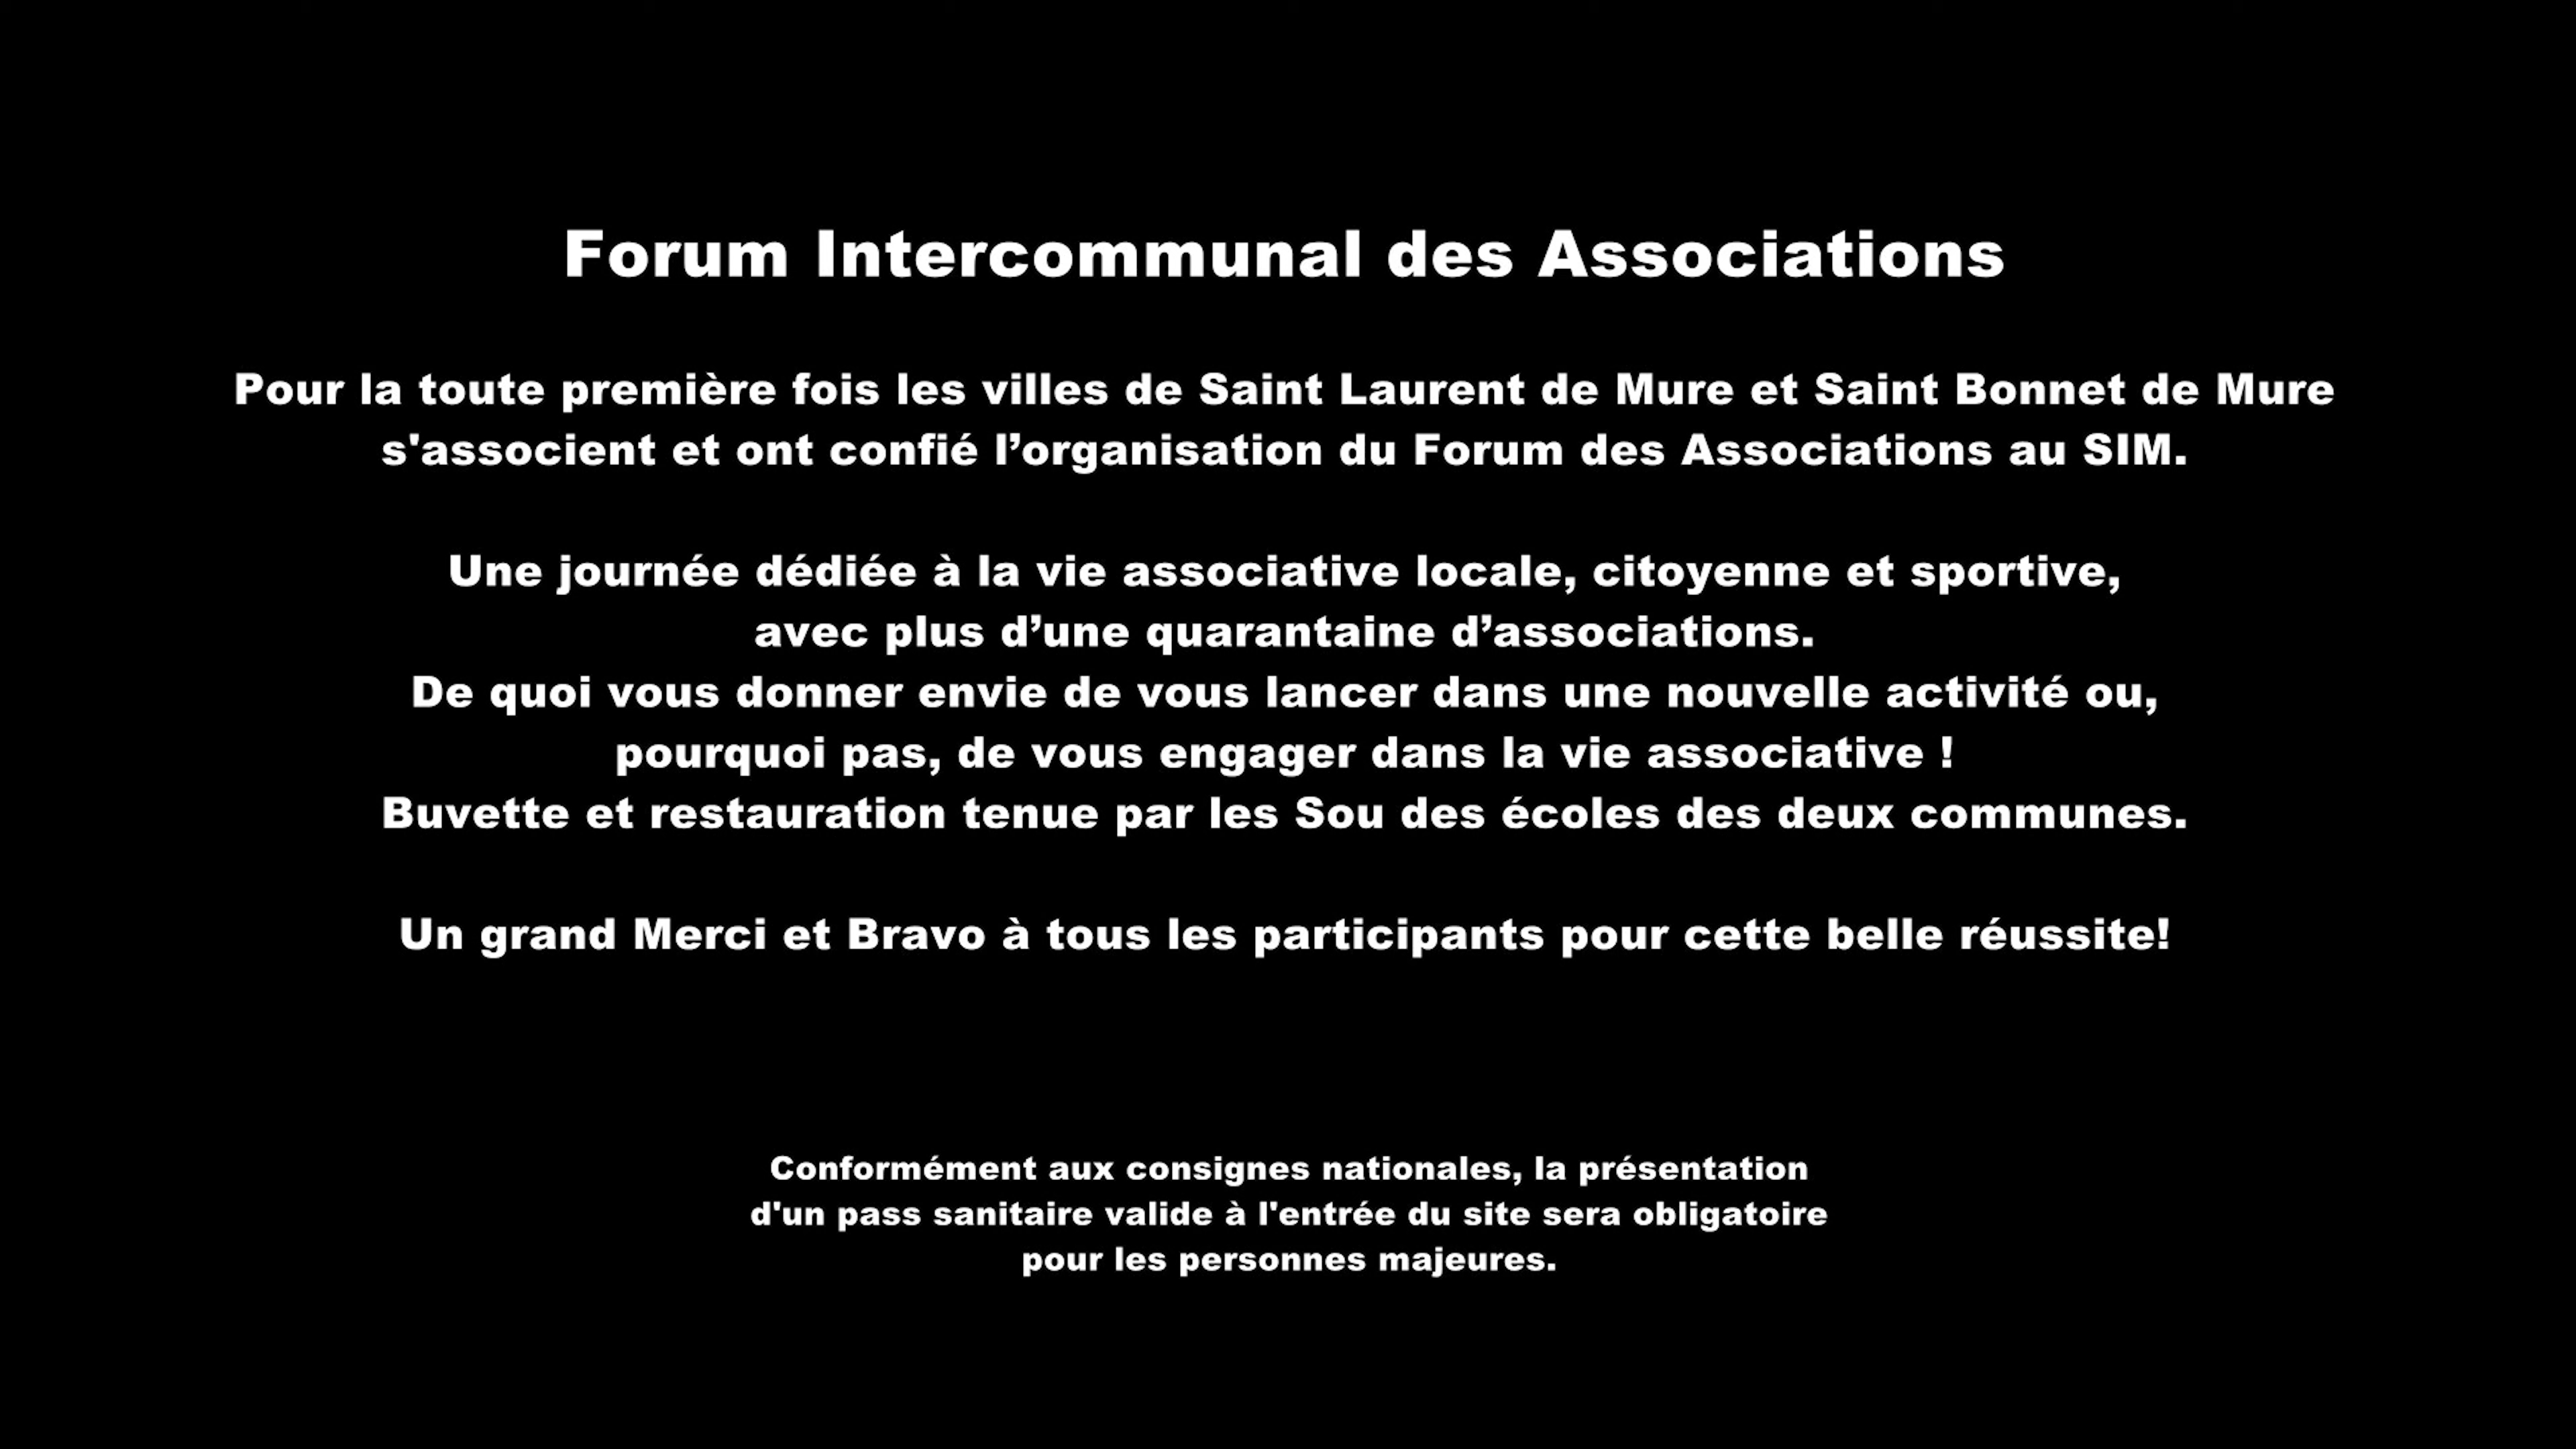 Forum Intercommunal des Associations
Pour la toute première fois les villes de Saint Laurent de Mure et Saint Bonnet de Mure
s'associent et ont confié l’organisation du Forum des Associations au SIM.
Une journée dédiée à la vie associative locale, citoyenne et sportive,
avec plus d’une quarantaine d’associations.
De quoi vous donner envie de vous lancer dans une nouvelle activité ou,
pourquoi pas, de vous engager dans la vie associative !
Buvette et restauration tenue par les Sou des écoles des deux communes.
Un grand Merci et Bravo à tous les participants pour cette belle réussite!
Conformément aux consignes nationales, la présentation
d'un pass sanitaire valide à l'entrée du site sera obligatoire
pour les personnes majeures.